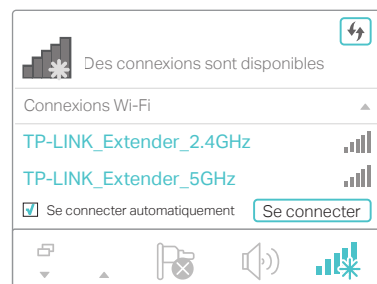 Des connexions sont disponibles
Connexions Wi-Fi
TP-LINK_Extender_2.4GHz
TP-LINK_Extender_5GHz
Se connecter automatiquement Se connecter